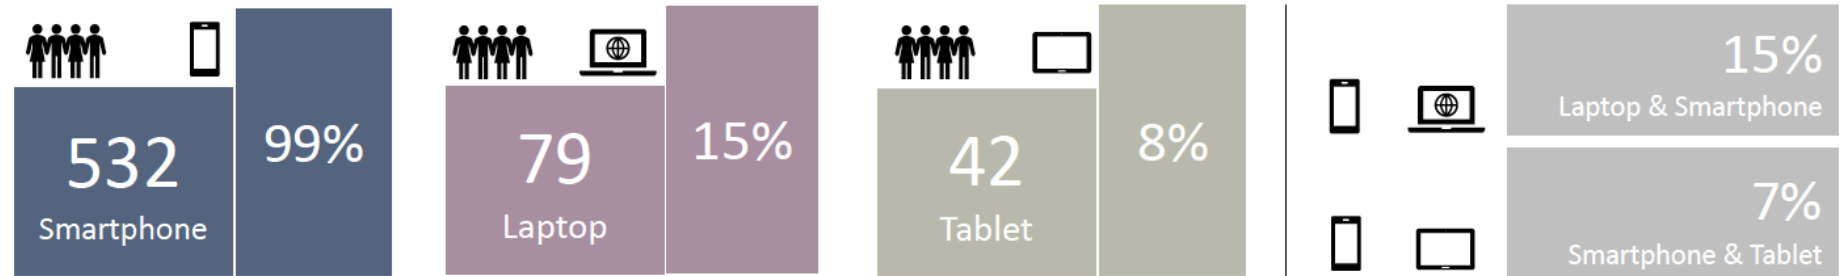 532
Smartphone
99%
79
Laptop
15%
42
Tablet
8%
15%
Laptop & Smartphone
7%
Smartphone & Tablet